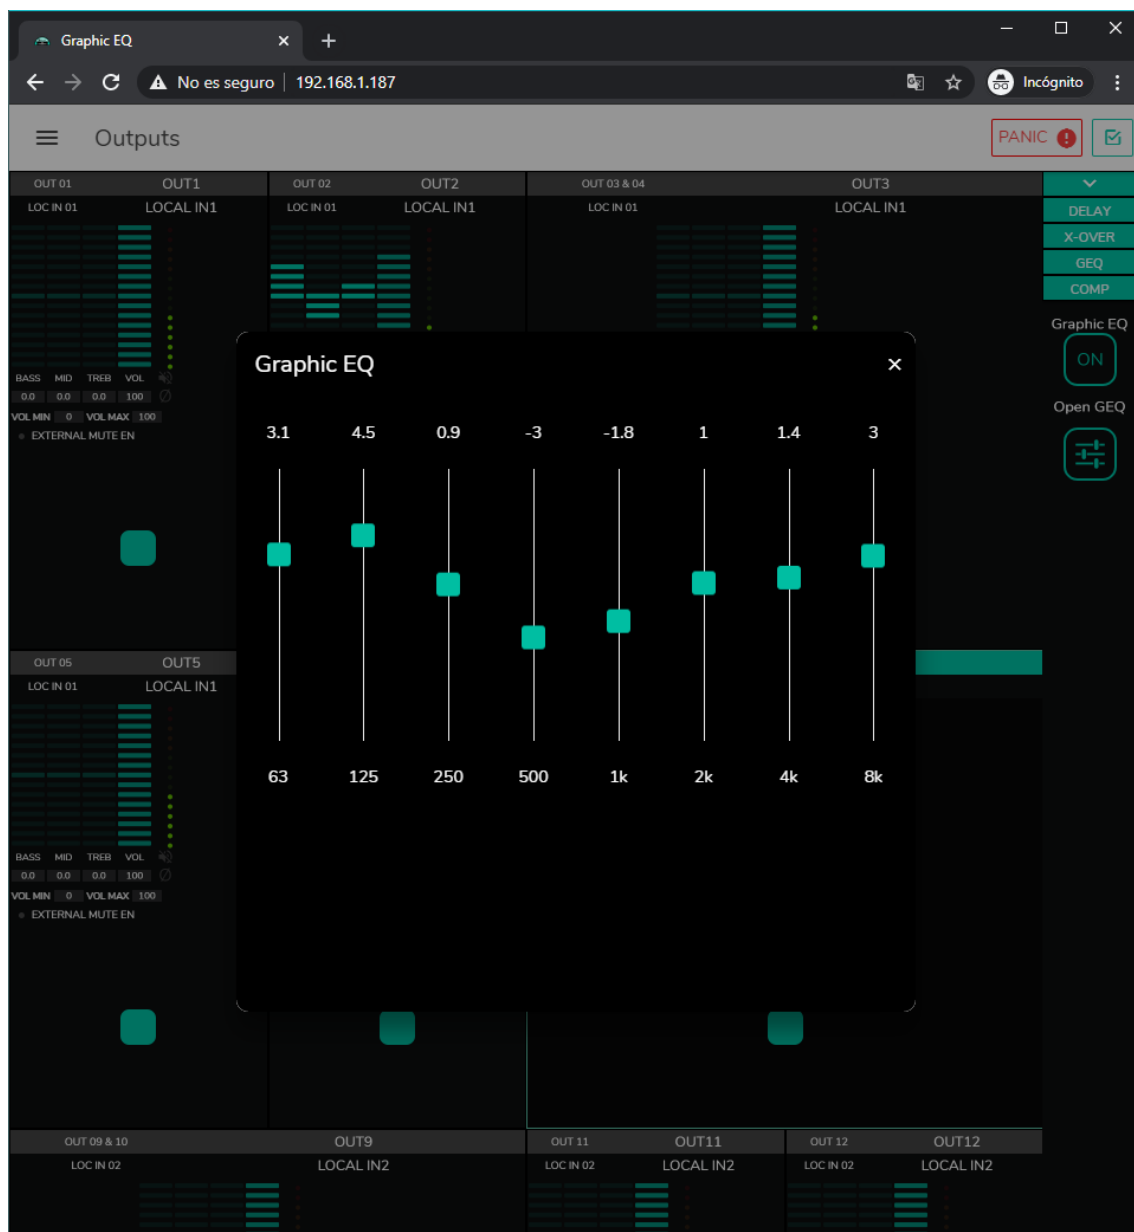 Graphic EQ
No es seguro | 192.168.1.187 Incógnito
Outputs PANIC
OUT 01 OUT1 OUT 02 OUT2 OUT 03 & 04 OUT3
LOC IN 01 LOCAL IN1 LOC IN 01 LOCAL IN1 LOC IN 01 LOCAL IN1
DELAY
X-OVER
GEQ
COMP
Graphic EQ
ON
Open GEQ
BASS MID TREB VOL
0.0 0.0 0.0 100
VOL MIN 0 VOL MAX 100
EXTERNAL MUTE EN
Graphic EQ
3.1 4.5 0.9 -3 -1.8 1 1.4 3
63 125 250 500 1k 2k 4k 8k
OUT 05 OUT5
LOC IN 01 LOCAL IN1
BASS MID TREB VOL
0.0 0.0 0.0 100
VOL MIN 0 VOL MAX 100
EXTERNAL MUTE EN
OUT 09 & 10 OUT9 OUT 11 OUT11 OUT 12 OUT12
LOC IN 02 LOCAL IN2 LOC IN 02 LOCAL IN2 LOC IN 02 LOCAL IN2